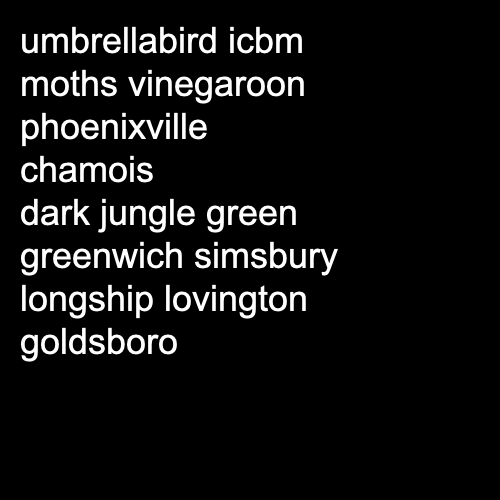 umbrellabird icbm
moths vinegaroon
phoenixville
chamois
dark jungle green
greenwich simsbury
longship lovington
goldsboro